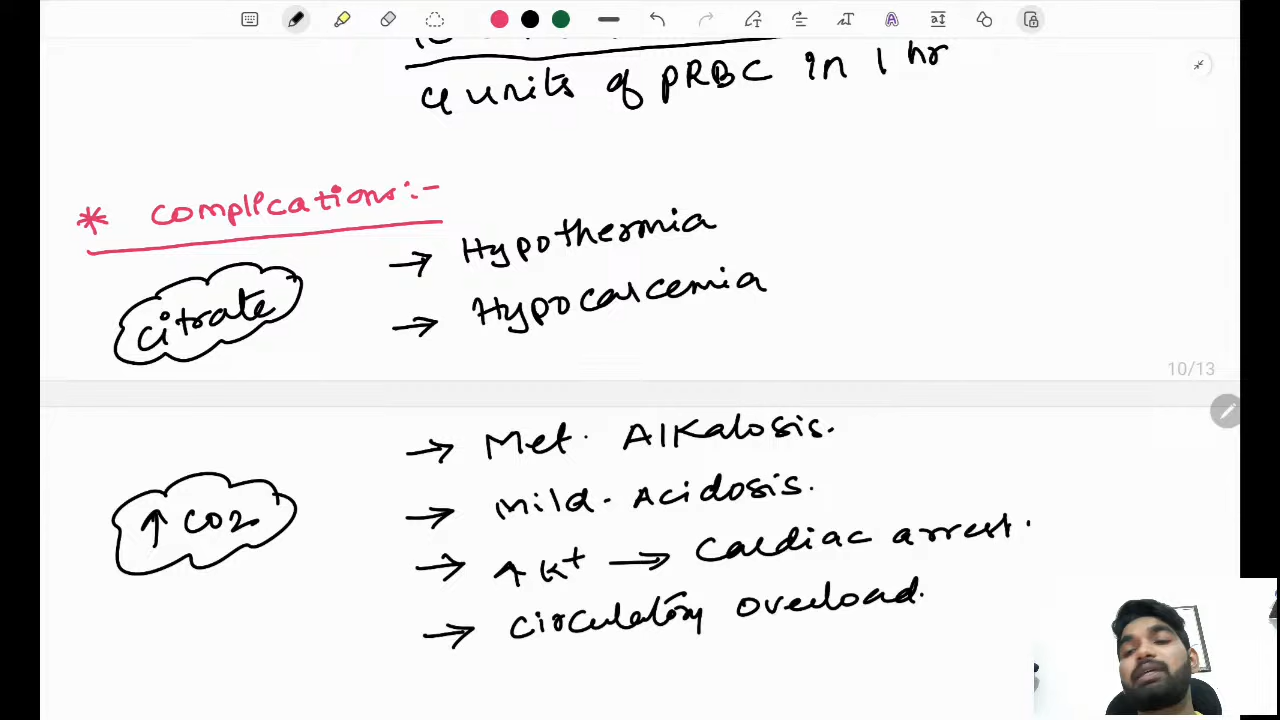 4 units of PRBC in 1 hr
* Complications:-
→ Hypothermia
citrate
→ Hypocalcemia
10/13
→ Met. Alkalosis.
→ Mild. Acidosis.
↑ CO2
→ ↑ K+ → Cardiac arrest.
→ Circulatory overload.